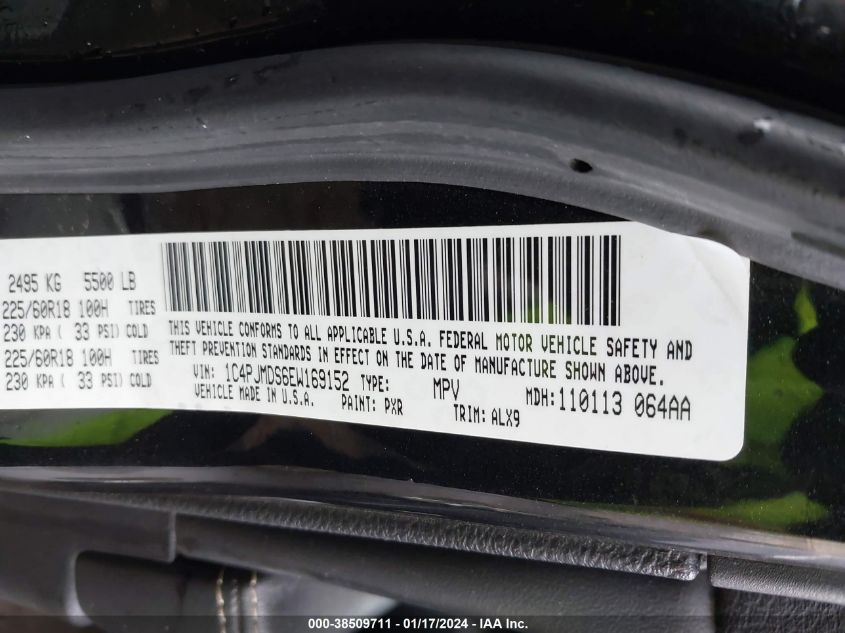 2495 KG 5500 LB
225/60R18 100H TIRES
230 KPA ( 33 PSI) COLD
225/60R18 100H TIRES
230 KPA ( 33 PSI) COLD
THIS VEHICLE CONFORMS TO ALL APPLICABLE U.S.A. FEDERAL MOTOR VEHICLE SAFETY AND
THEFT PREVENTION STANDARDS IN EFFECT ON THE DATE OF MANUFACTURE SHOWN ABOVE.
VIN: 1C4PJMDS6EW169152 TYPE: MPV MDH: 110113 064AA
VEHICLE MADE IN U.S.A. PAINT: PXR TRIM: ALX9
000-38509711 - 01/17/2024 - IAA Inc.